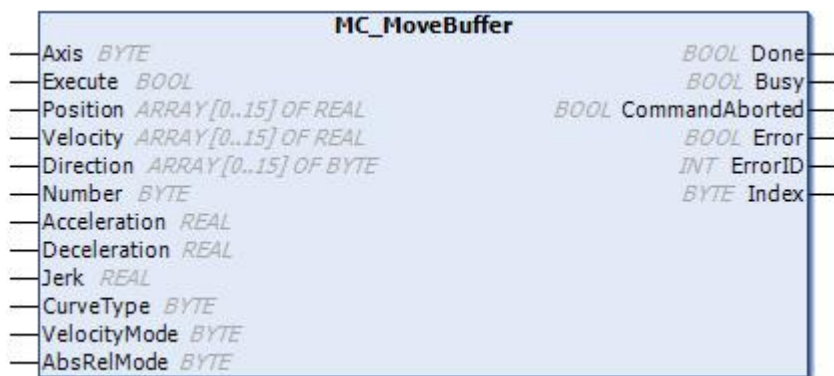 MC_MoveBuffer
Axis BYTE BOOL Done
Execute BOOL BOOL Busy
Position ARRAY [0..15] OF REAL BOOL CommandAborted
Velocity ARRAY [0..15] OF REAL BOOL Error
Direction ARRAY [0..15] OF BYTE INT ErrorID
Number BYTE BYTE Index
Acceleration REAL
Deceleration REAL
Jerk REAL
CurveType BYTE
VelocityMode BYTE
AbsRelMode BYTE